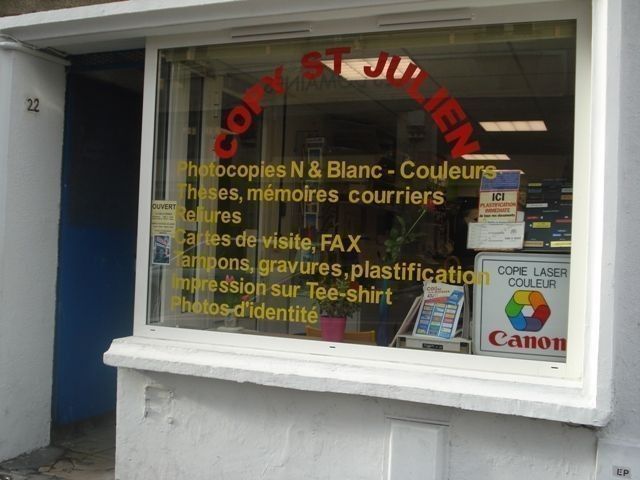 22
COPY ST JULIEN
Photocopies N & Blanc - Couleurs
Theses, mémoires courriers
Reliures
Cartes de visite, FAX
Tampons, gravures, plastification
Impression sur Tee-shirt
Photos d'identité
OUVERT
ICI
PLASTIFICATION
IMMEDIATE
COPIE LASER
COULEUR
Canon
EP